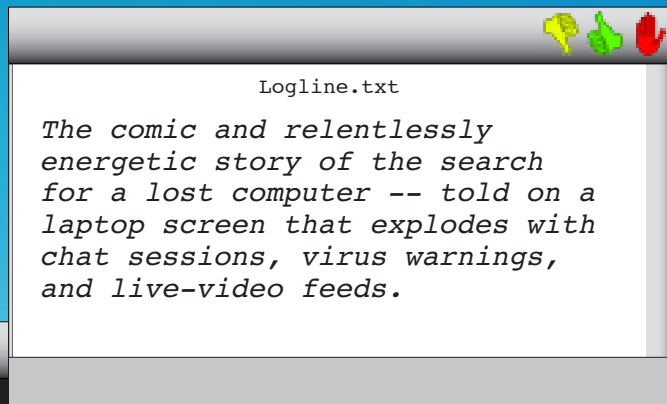 Logline.txt
The comic and relentlessly
energetic story of the search
for a lost computer -- told on a
laptop screen that explodes with
chat sessions, virus warnings,
and live-video feeds.